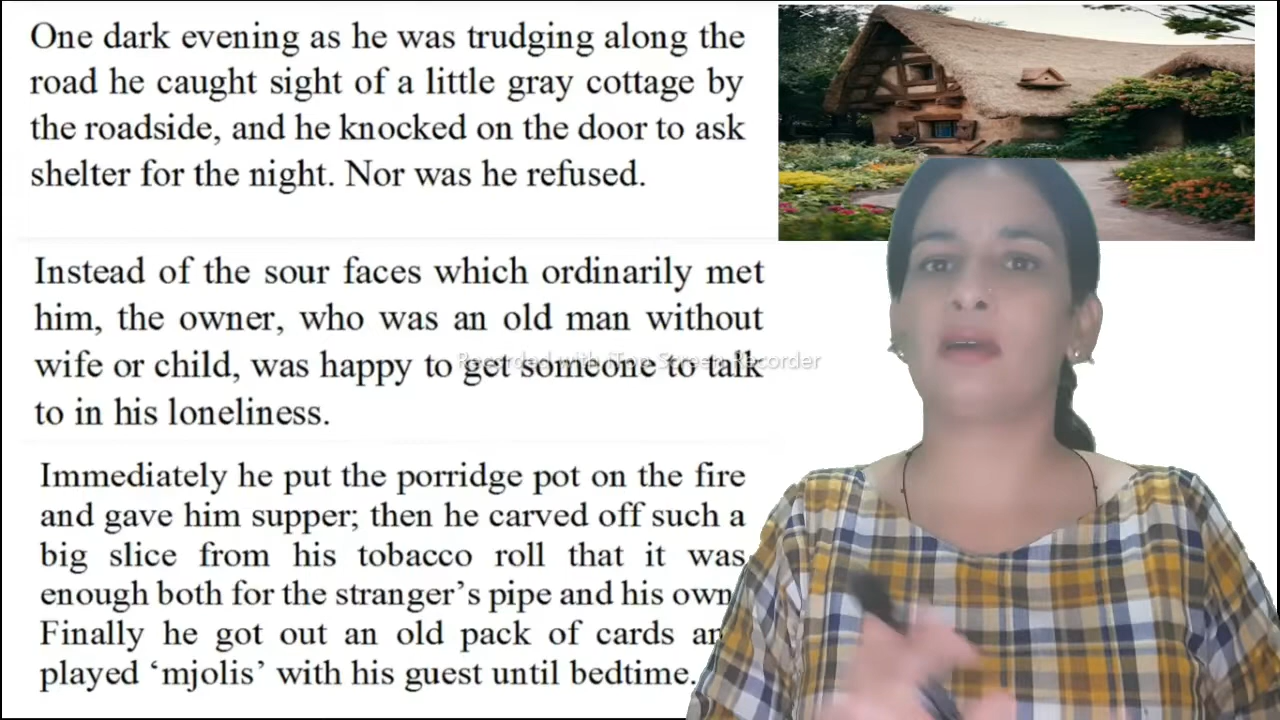 One dark evening as he was trudging along the
road he caught sight of a little gray cottage by
the roadside, and he knocked on the door to ask
shelter for the night. Nor was he refused.
Instead of the sour faces which ordinarily met
him, the owner, who was an old man without
wife or child, was happy to get someone to talk
to in his loneliness.
Recorded with iTop Screen Recorder
Immediately he put the porridge pot on the fire
and gave him supper; then he carved off such a
big slice from his tobacco roll that it was
enough both for the stranger’s pipe and his own
Finally he got out an old pack of cards an
played ‘mjolis’ with his guest until bedtime.